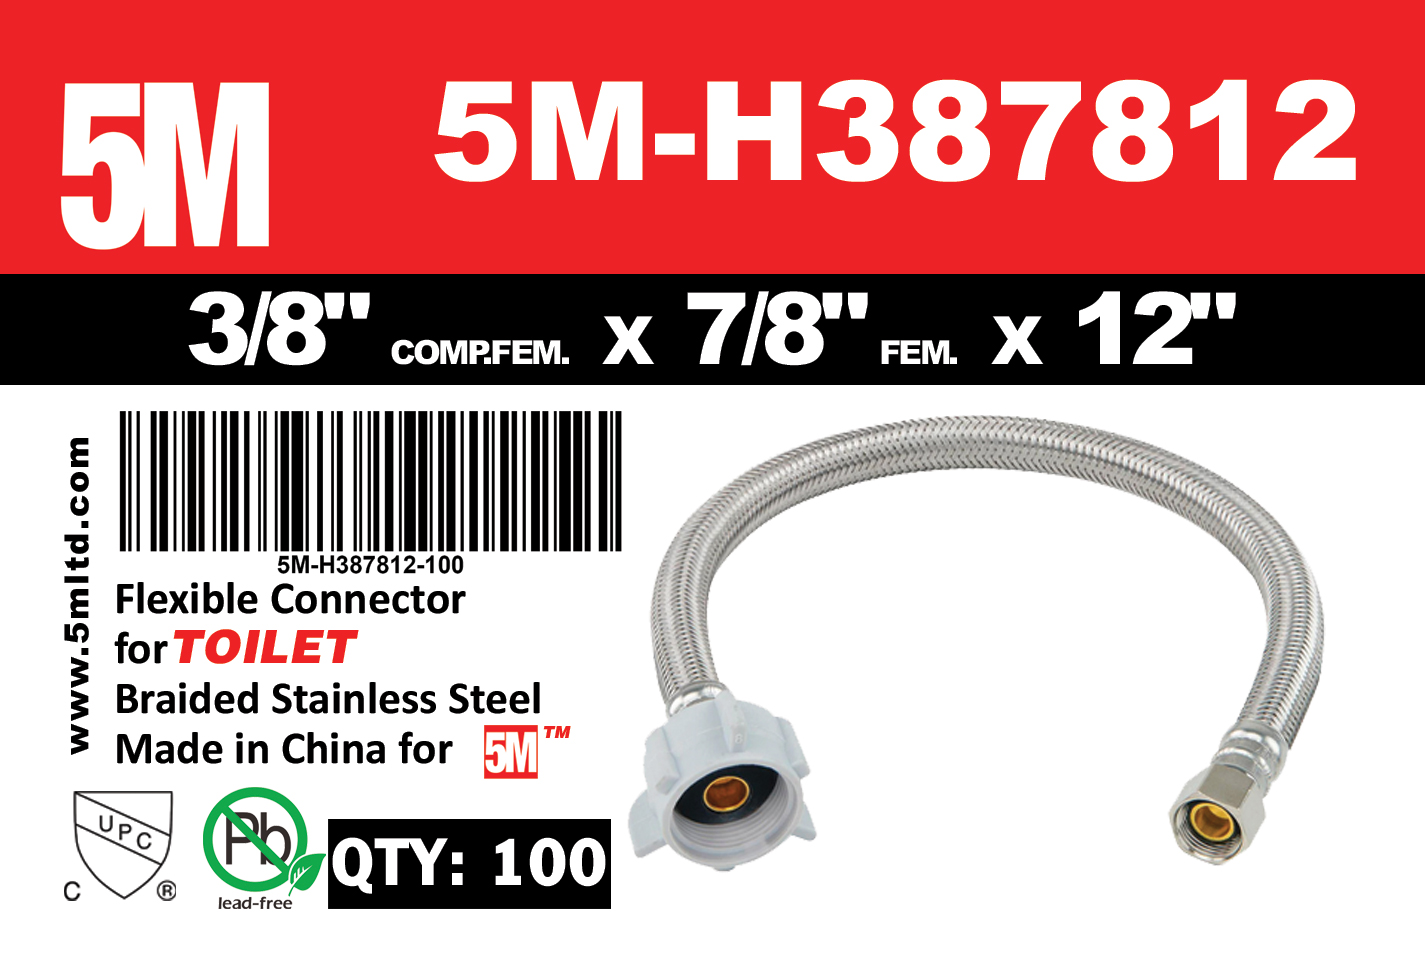 5M
5M-H387812
3/8" COMP.FEM. x 7/8" FEM. x 12"
www.5mltd.com
5M-H387812-100
Flexible Connector
for TOILET
Braided Stainless Steel
Made in China for 5M™
UPC
C ®
Pb
lead-free
QTY: 100